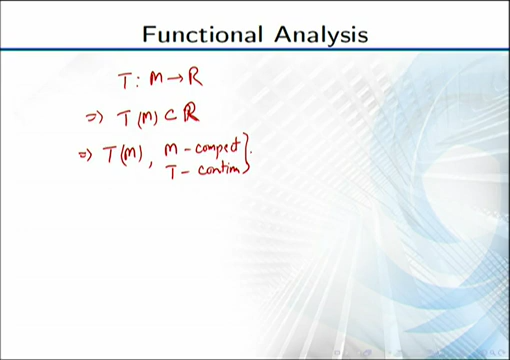 Functional Analysis
T : M → R
⇒ T(M) ⊂ R
⇒ T(M), M - compact
T - contin